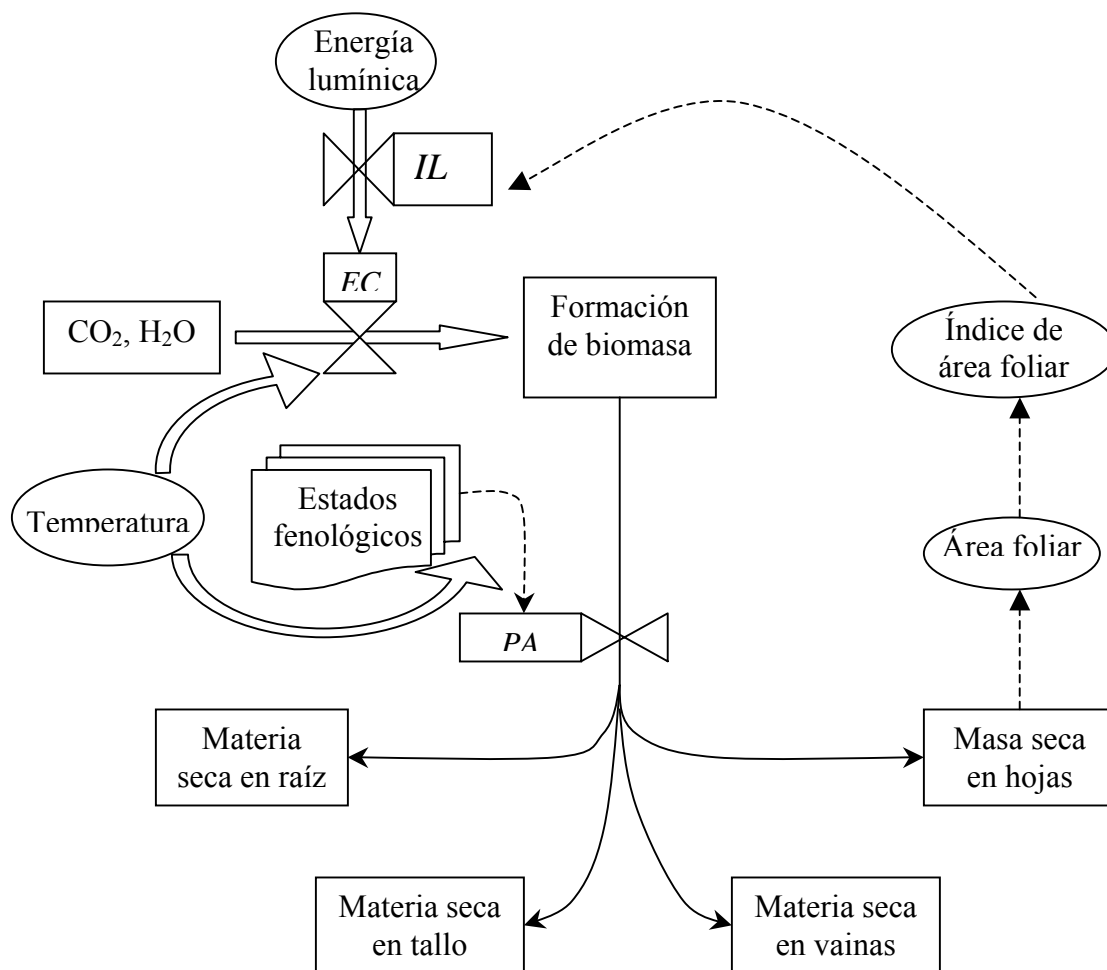 Energía
lumínica
IL
EC
CO₂, H₂O
Formación
de biomasa
Índice de
área foliar
Estados
fenológicos
Temperatura
Área foliar
PA
Materia
seca en raíz
Masa seca
en hojas
Materia seca
en tallo
Materia seca
en vainas